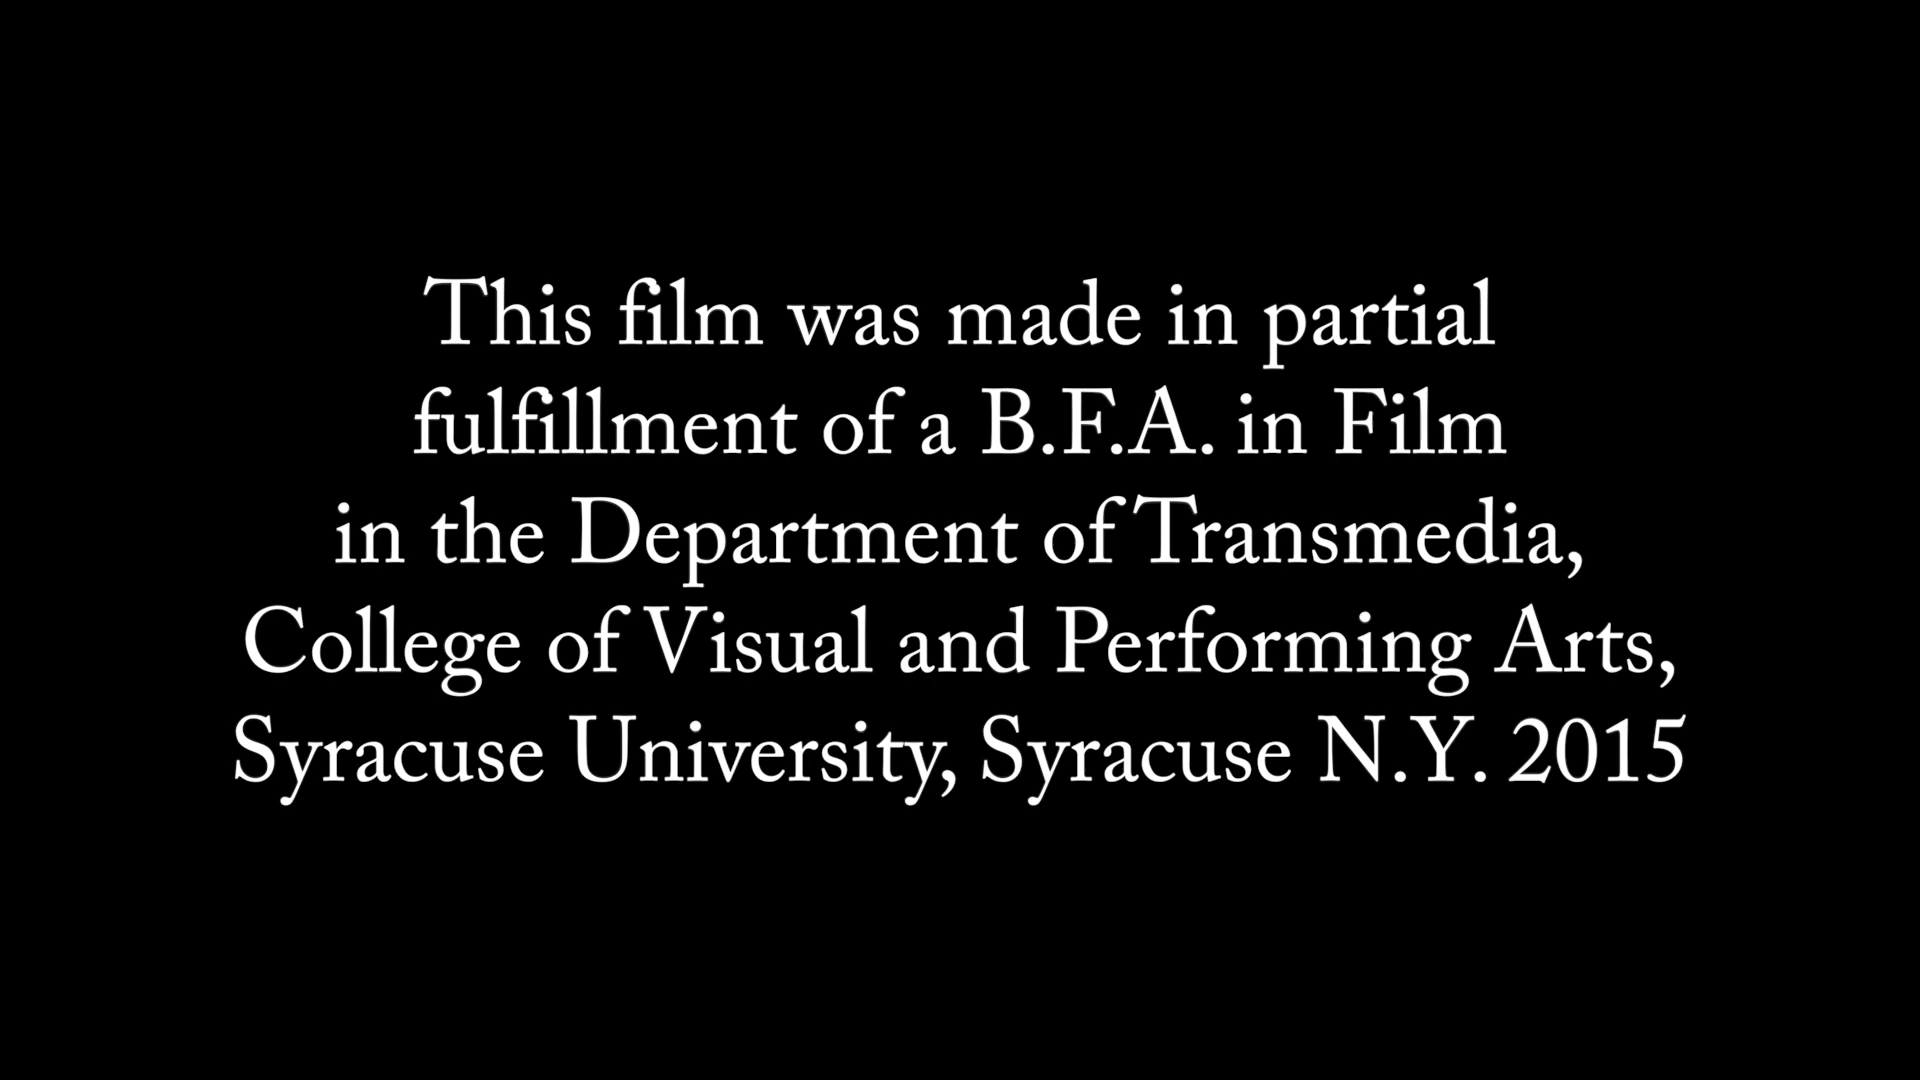 This film was made in partial
fulfillment of a B.F.A. in Film
in the Department of Transmedia,
College of Visual and Performing Arts,
Syracuse University, Syracuse N.Y. 2015